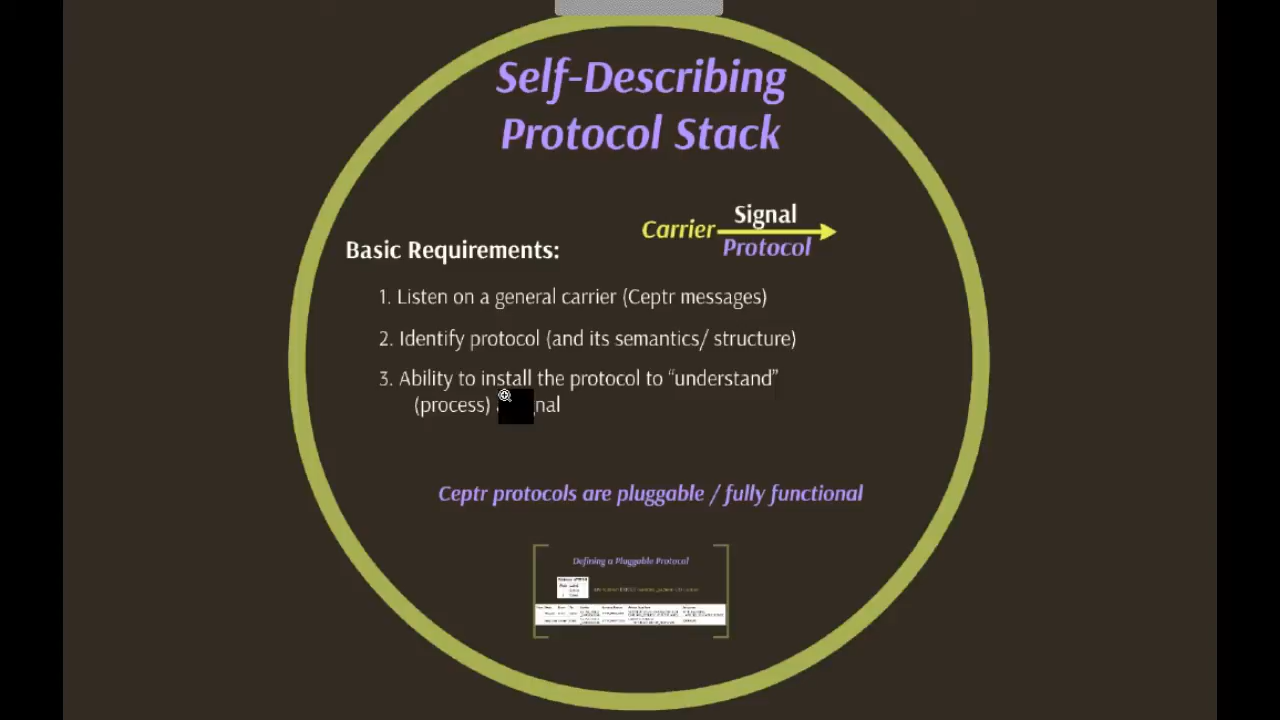 Self-Describing
Protocol Stack
Signal
Carrier
Protocol
Basic Requirements:
1. Listen on a general carrier (Ceptr messages)
2. Identify protocol (and its semantics/ structure)
3. Ability to install the protocol to “understand”
(process)
Ceptr protocols are pluggable / fully functional
Defining a Pluggable Protocol